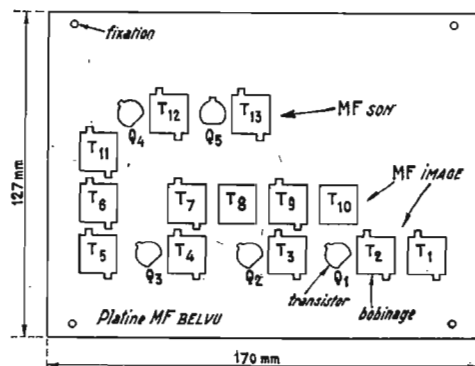 fixation
T12 T13 MF SON
Q4 Q5
T11
127 mm
MF IMAGE
T6 T7 T8 T9 T10
T5 T4 T3 T2 T1
Q3 Q2 Q1
transistor
bobinage
Platine MF BELVU
170 mm